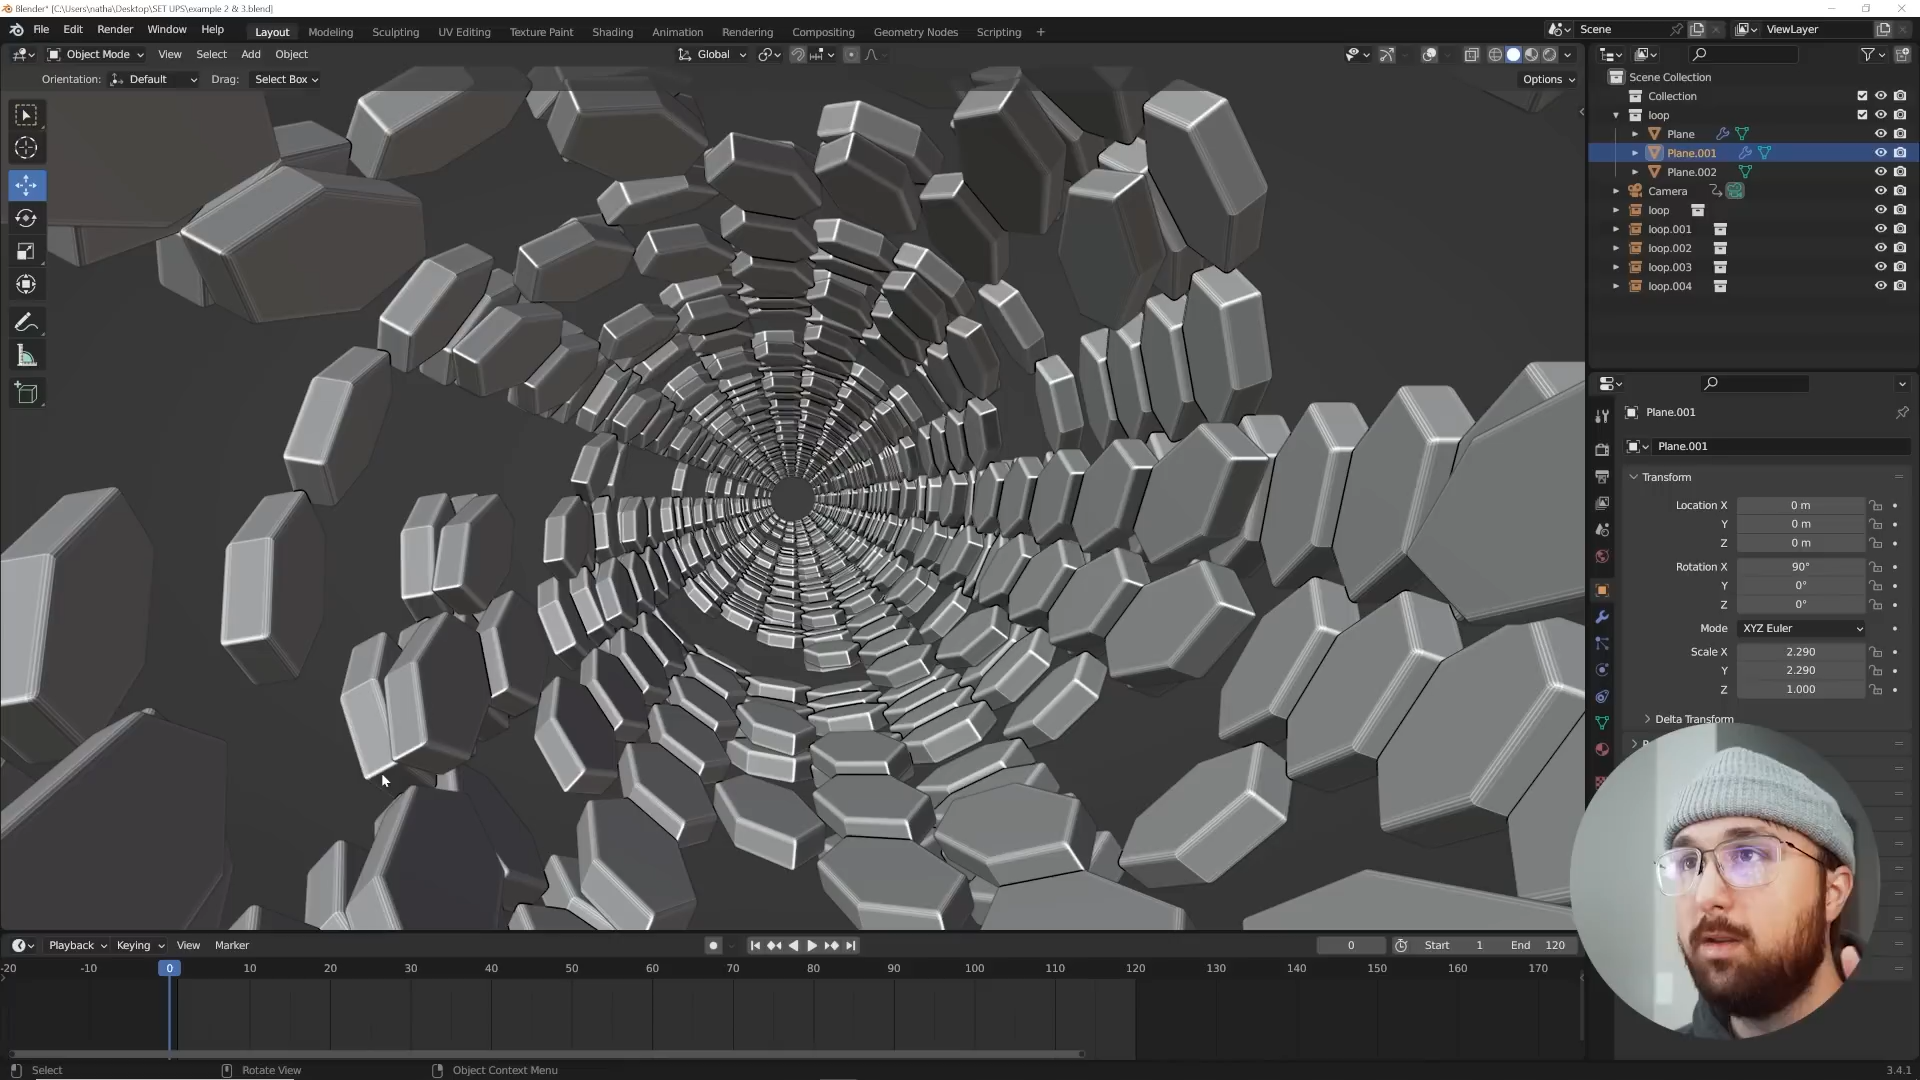 Blender* [C:\Users\natha\Desktop\SET UPS\example 2 & 3.blend]
File Edit Render Window Help Layout Modeling Sculpting UV Editing Texture Paint Shading Animation Rendering Compositing Geometry Nodes Scripting + Scene ViewLayer
Object Mode View Select Add Object Global
Orientation: Default Drag: Select Box Options
Scene Collection
Collection
loop
Plane
Plane.001
Plane.002
Camera
loop
loop.001
loop.002
loop.003
loop.004
Plane.001
Plane.001
Transform
Location X 0 m
Y 0 m
Z 0 m
Rotation X 90°
Y 0°
Z 0°
Mode XYZ Euler
Scale X 2.290
Y 2.290
Z 1.000
Delta Transform
Playback Keying View Marker 0 Start 1 End 120
-20 -10 0 10 20 30 40 50 60 70 80 90 100 110 120 130 140 150 160 170
Select Rotate View Object Context Menu 3.4.1